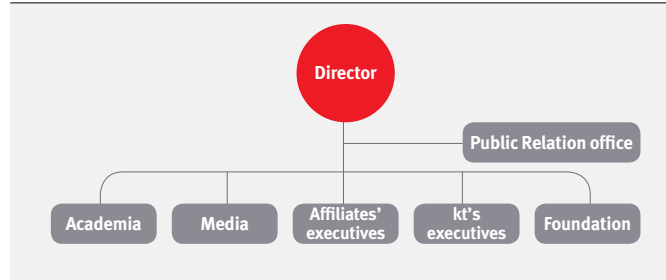 Director
Public Relation office
Academia
Media
Affiliates'
executives
kt's
executives
Foundation